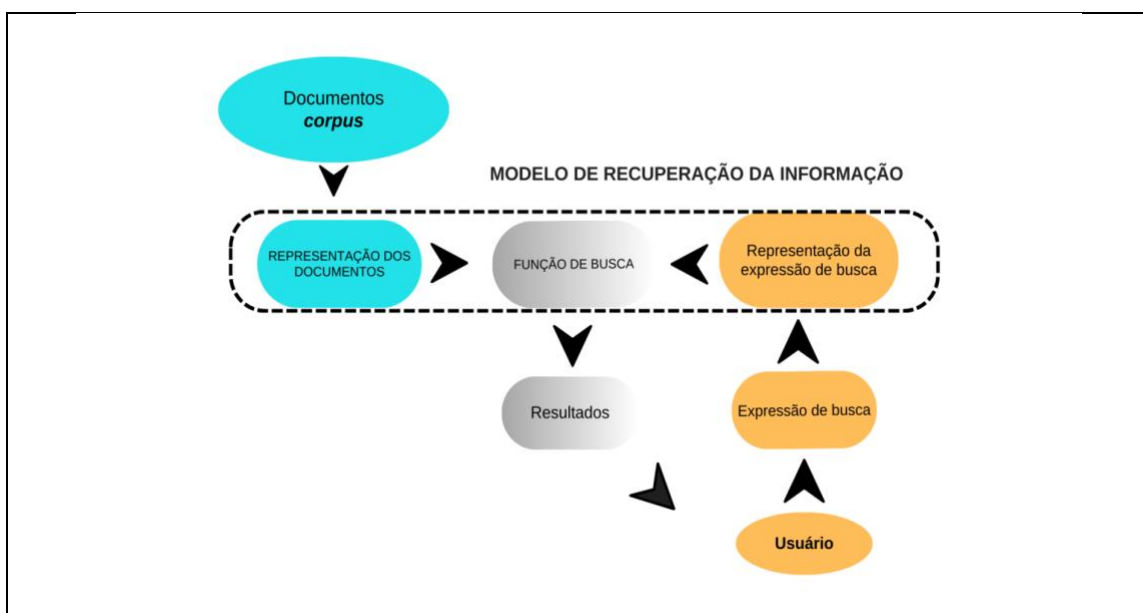 Documentos
corpus
MODELO DE RECUPERAÇÃO DA INFORMAÇÃO
REPRESENTAÇÃO DOS
DOCUMENTOS
FUNÇÃO DE BUSCA
Representação da
expressão de busca
Resultados
Expressão de busca
Usuário